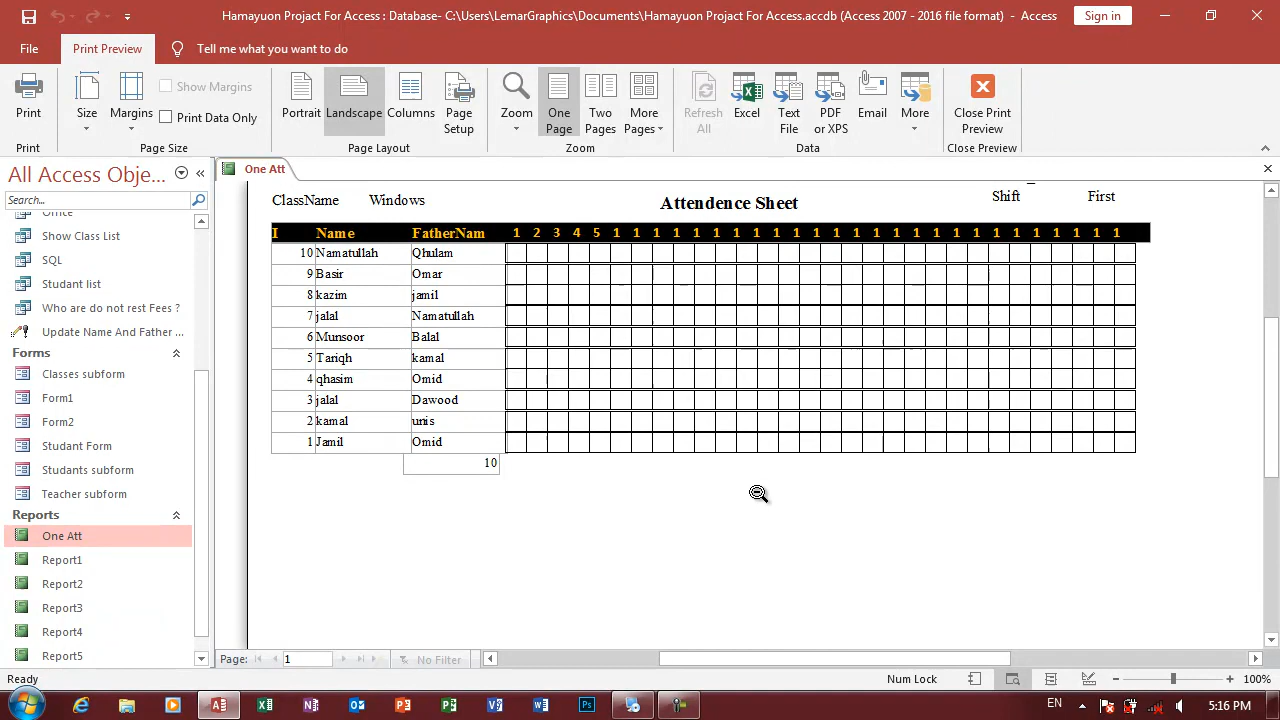 Hamayuon Project For Access : Database- C:\Users\LemarGraphics\Documents\Hamayuon Project For Access.accdb (Access 2007 - 2016 file format) - Access
Sign in
File
Print Preview
Tell me what you want to do
Print
Size
Margins
Show Margins
Print Data Only
Portrait
Landscape
Columns
Page Setup
Zoom
One Page
Two Pages
More Pages
Refresh All
Excel
Text File
PDF or XPS
Email
More
Close Print Preview
Print
Page Size
Page Layout
Zoom
Data
Close Preview
All Access Obje...
Search...
Office
Show Class List
SQL
Student list
Who are do not rest Fees ?
Update Name And Father ...
Forms
Classes subform
Form1
Form2
Student Form
Students subform
Teacher subform
Reports
One Att
Report1
Report2
Report3
Report4
Report5
One Att
ClassName Windows Attendence Sheet Shift First
I Name FatherNam 1 2 3 4 5 1 1 1 1 1 1 1 1 1 1 1 1 1 1 1 1 1 1 1 1 1 1 1 1 1 1
10 Namatullah Qhulam
9 Basir Omar
8 kazim jamil
7 jalal Namatullah
6 Munsoor Balal
5 Tariqh kamal
4 qhasim Omid
3 jalal Dawood
2 kamal unis
1 Jamil Omid
10
Page: 1 No Filter
Ready
Num Lock
100%
EN
5:16 PM